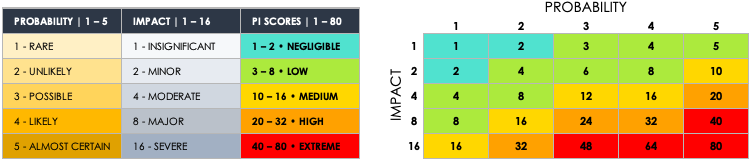 PROBABILITY | 1 – 5 IMPACT | 1 – 16 PI SCORES | 1 – 80
1 - RARE 1 - INSIGNIFICANT 1 – 2 • NEGLIGIBLE
2 - UNLIKELY 2 - MINOR 3 – 8 • LOW
3 - POSSIBLE 4 - MODERATE 10 – 16 • MEDIUM
4 - LIKELY 8 - MAJOR 20 – 32 • HIGH
5 - ALMOST CERTAIN 16 - SEVERE 40 – 80 • EXTREME
PROBABILITY
1 2 3 4 5
IMPACT
1 1 2 3 4 5
2 2 4 6 8 10
4 4 8 12 16 20
8 8 16 24 32 40
16 16 32 48 64 80